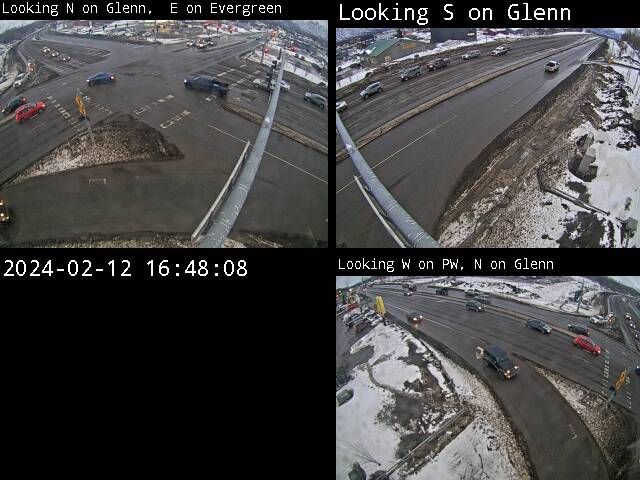 Looking N on Glenn, E on Evergreen
Looking S on Glenn
2024-02-12 16:48:08
Looking W on PW, N on Glenn